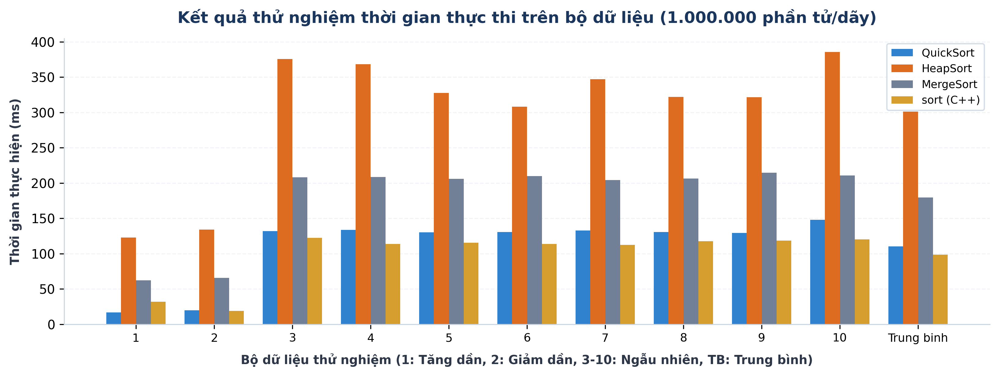 Kết quả thử nghiệm thời gian thực thi trên bộ dữ liệu (1.000.000 phần tử/dãy)
Thời gian thực hiện (ms)
400
350
300
250
200
150
100
50
0
QuickSort
HeapSort
MergeSort
sort (C++)
1 2 3 4 5 6 7 8 9 10 Trung binh
Bộ dữ liệu thử nghiệm (1: Tăng dần, 2: Giảm dần, 3-10: Ngẫu nhiên, TB: Trung bình)